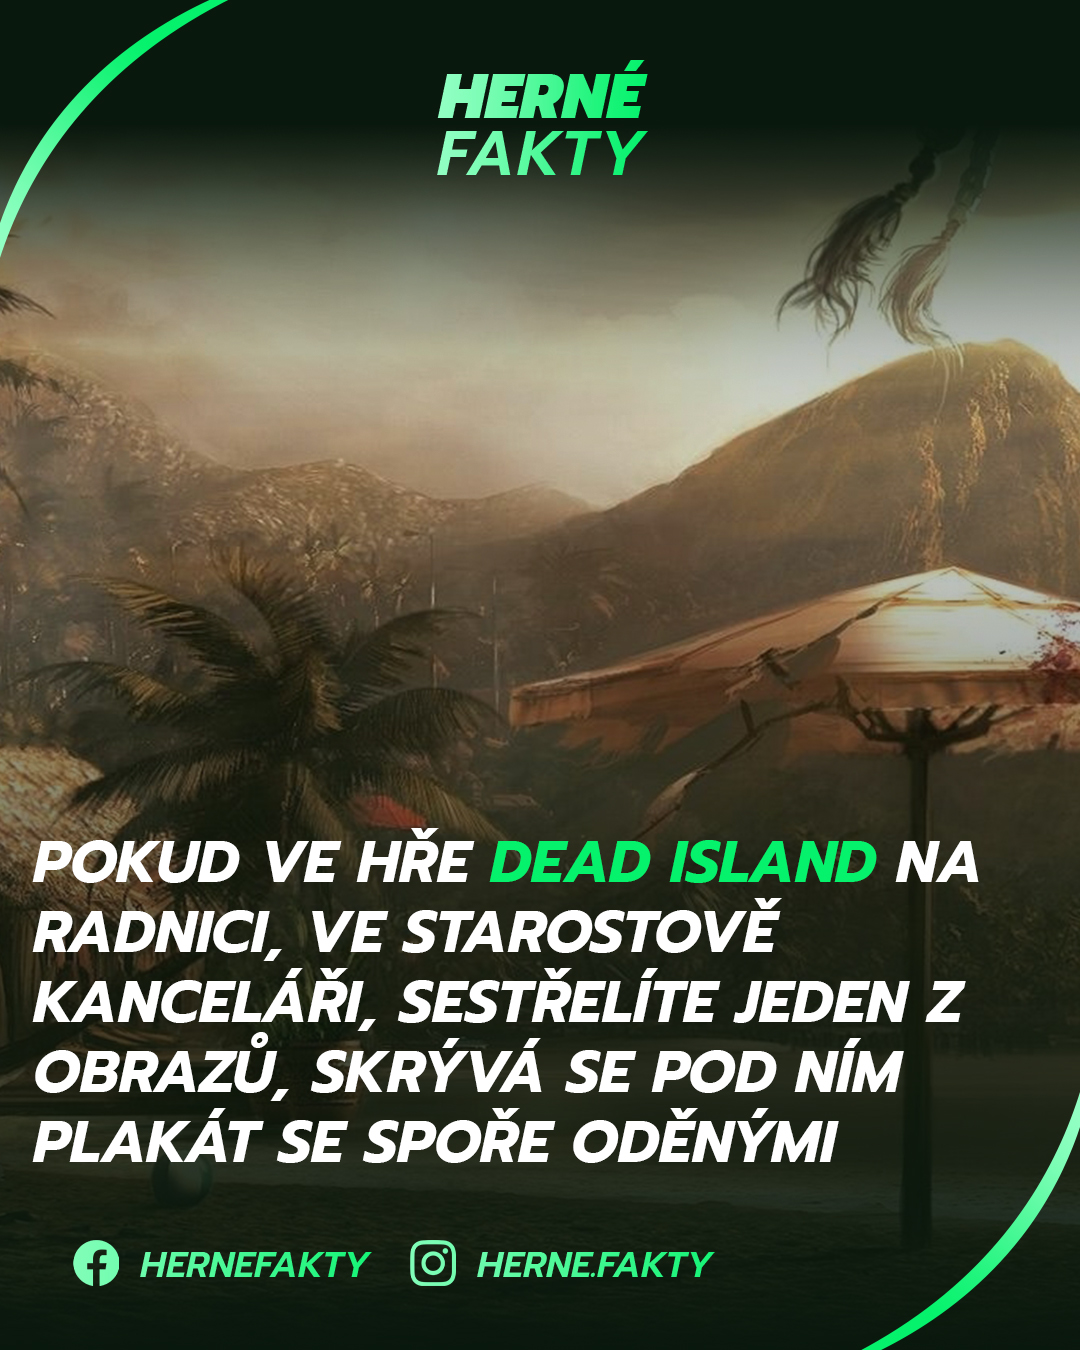 HERNÉ
FAKTY
POKUD VE HŘE DEAD ISLAND NA
RADNICI, VE STAROSTOVĚ
KANCELÁŘI, SESTŘELÍTE JEDEN Z
OBRAZŮ, SKRÝVÁ SE POD NÍM
PLAKÁT SE SPOŘE ODĚNÝMI
HERNEFAKTY HERNE.FAKTY